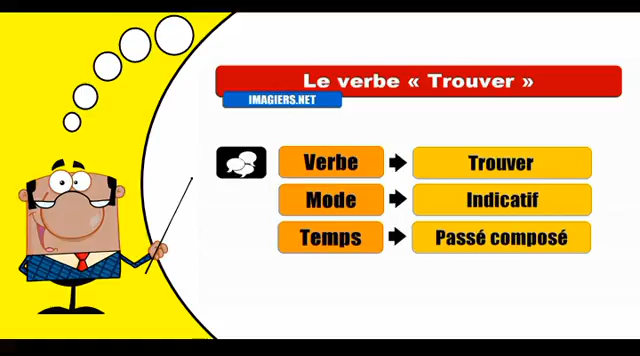 Le verbe « Trouver »
IMAGIERS.NET
Verbe Trouver
Mode Indicatif
Temps Passé composé